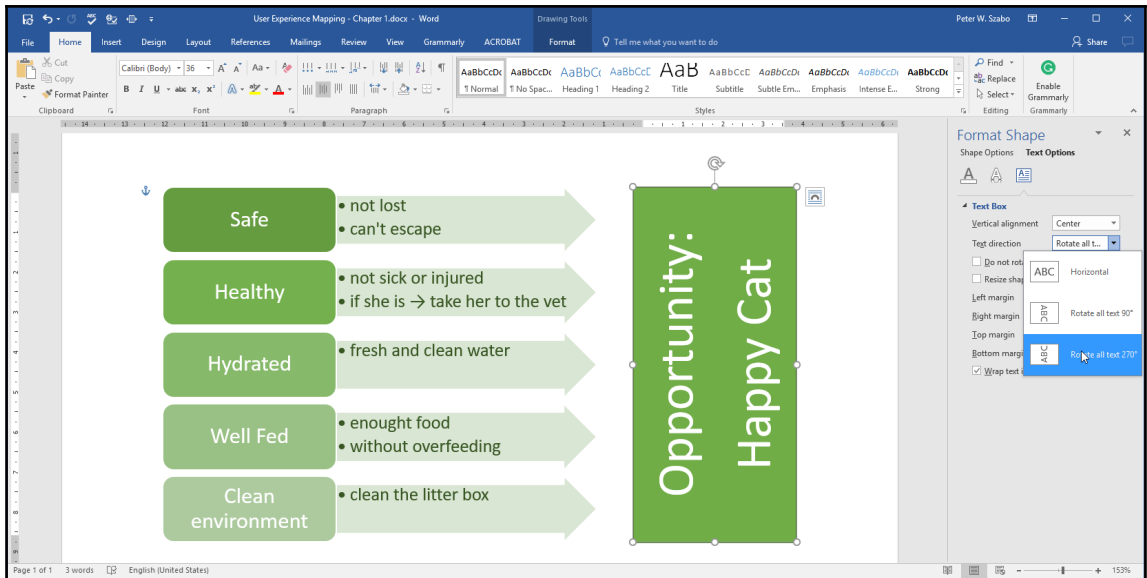 User Experience Mapping - Chapter 1.docx - Word
Drawing Tools
Peter W. Szabo
File Home Insert Design Layout References Mailings Review View Grammarly ACROBAT Format Tell me what you want to do Share
Paste
Cut
Copy
Format Painter
Clipboard
Calibri (Body) 36 A A Aa
B I U abc x, x² A A
Font
Paragraph
AaBbCcDc AaBbCcDc AaBbCc AaBbCcC AaB AaBbCcC AaBbCcDc AaBbCcDc AaBbCcDc AaBbCcDc
¶ Normal ¶ No Spac... Heading 1 Heading 2 Title Subtitle Subtle Em... Emphasis Intense E... Strong
Styles
Find
Replace
Select
Editing
Enable
Grammarly
Grammarly
Safe
• not lost
• can't escape
Healthy
• not sick or injured
• if she is → take her to the vet
Hydrated
• fresh and clean water
Well Fed
• enought food
• without overfeeding
Clean
environment
• clean the litter box
Opportunity:
Happy Cat
Format Shape
Shape Options Text Options
Text Box
Vertical alignment Center
Text direction Rotate all t...
Do not rota
Resize shap
Left margin
Right margin
Top margin
Bottom margi
Wrap text i
ABC Horizontal
ABC Rotate all text 90°
ABC Rotate all text 270°
Page 1 of 1 3 words English (United States) 153%